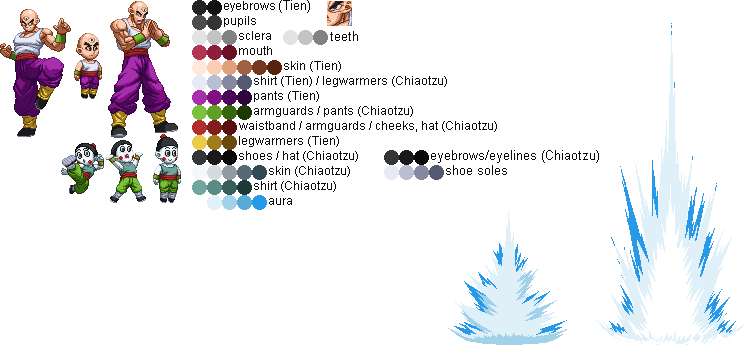 eyebrows (Tien)
pupils
sclera teeth
mouth
skin (Tien)
shirt (Tien) / legwarmers (Chiaotzu)
pants (Tien)
armguards / pants (Chiaotzu)
waistband / armguards / cheeks, hat (Chiaotzu)
legwarmers (Tien)
shoes / hat (Chiaotzu) eyebrows/eyelines (Chiaotzu)
skin (Chiaotzu) shoe soles
shirt (Chiaotzu)
aura